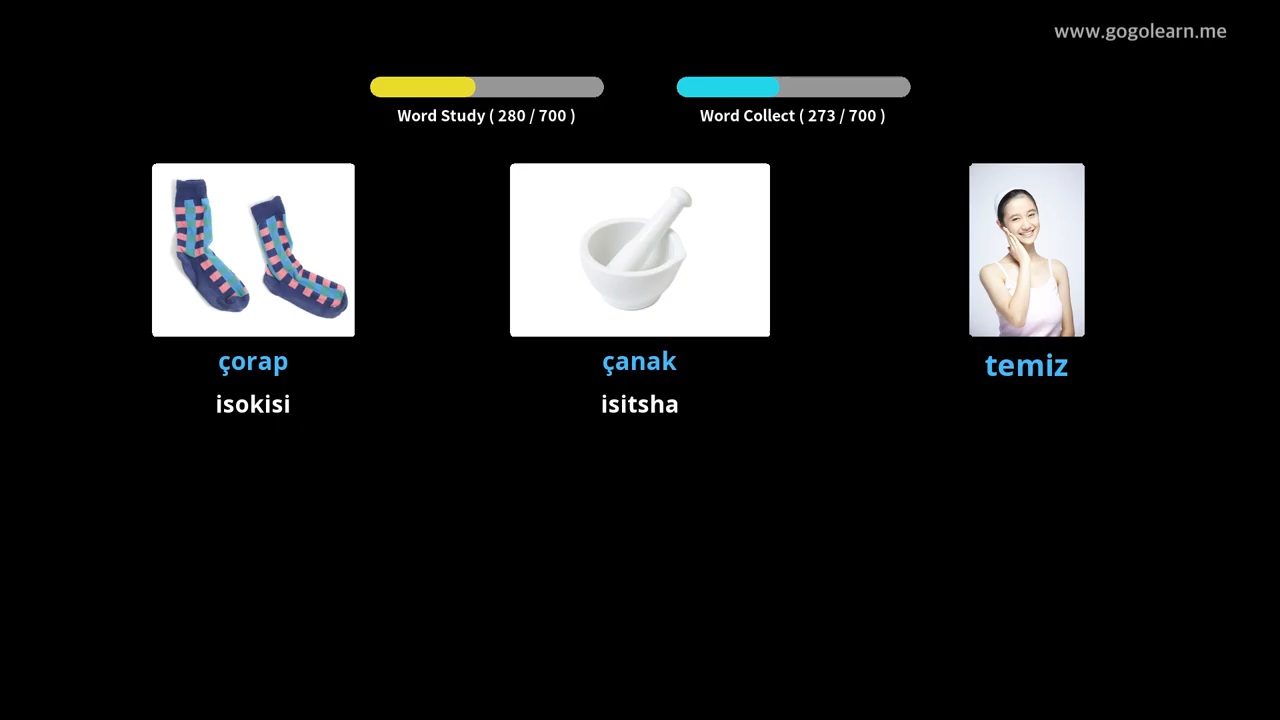 www.gogolearn.me
Word Study ( 280 / 700 )
Word Collect ( 273 / 700 )
çorap
çanak
temiz
isokisi
isitsha